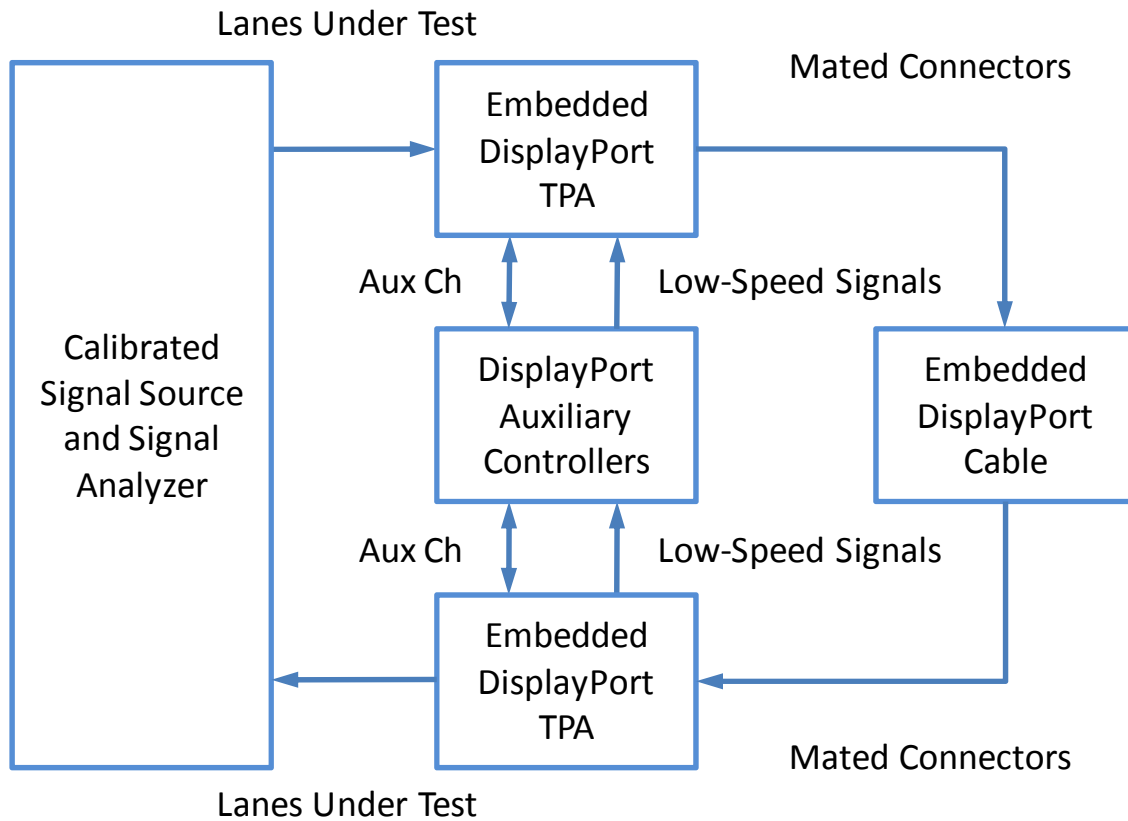 Lanes Under Test
Mated Connectors
Embedded
DisplayPort
TPA
Aux Ch
Low-Speed Signals
Calibrated
Signal Source
and Signal
Analyzer
DisplayPort
Auxiliary
Controllers
Embedded
DisplayPort
Cable
Aux Ch
Low-Speed Signals
Embedded
DisplayPort
TPA
Mated Connectors
Lanes Under Test